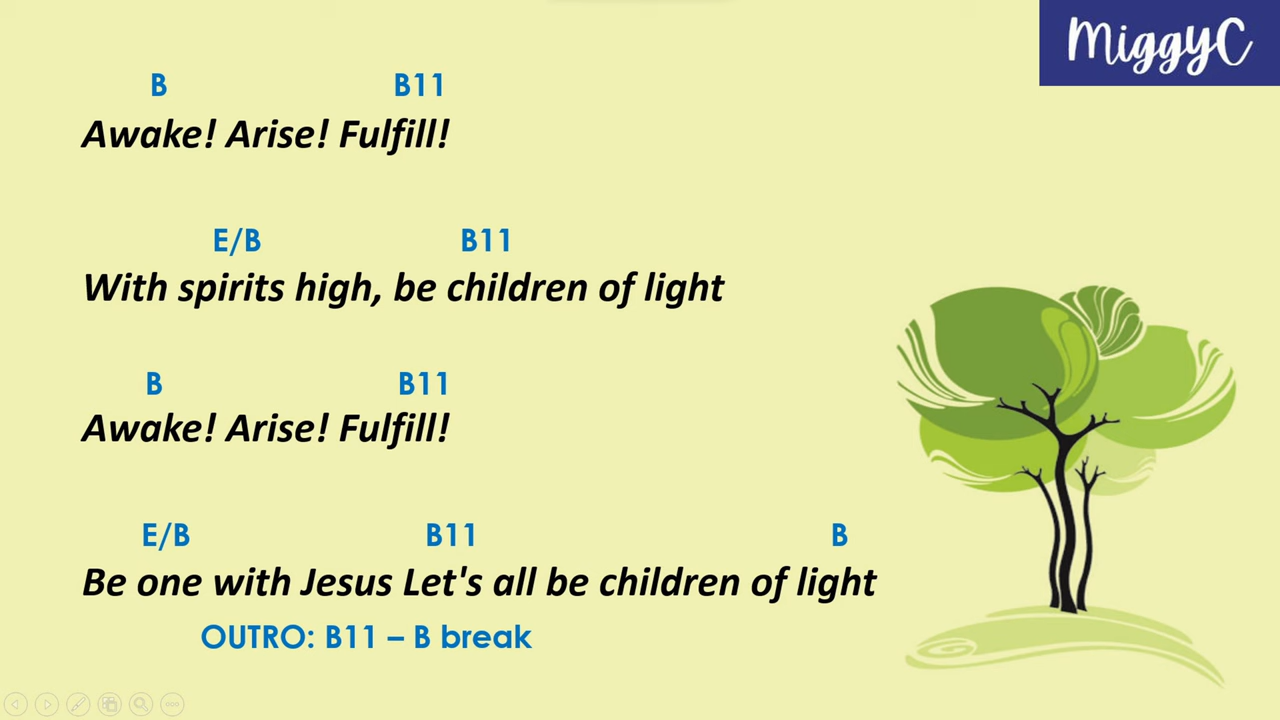 MiggyC
B B11
Awake! Arise! Fulfill!
E/B B11
With spirits high, be children of light
B B11
Awake! Arise! Fulfill!
E/B B11 B
Be one with Jesus Let's all be children of light
OUTRO: B11 – B break